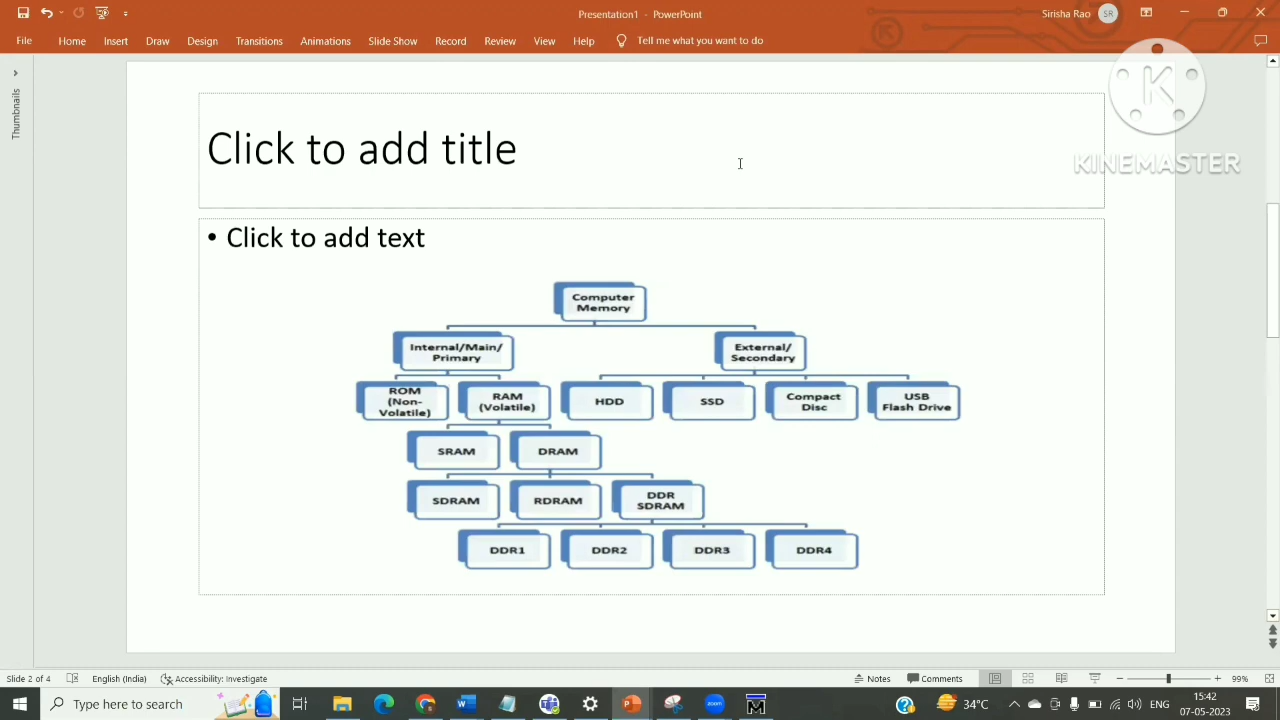 Presentation1 - PowerPoint
Sirisha Rao SR
File Home Insert Draw Design Transitions Animations Slide Show Record Review View Help Tell me what you want to do
Thumbnails
K
KINEMASTER
Click to add title
• Click to add text
Computer
Memory
Internal/Main/
Primary
External/
Secondary
ROM
(Non-
Volatile)
RAM
(Volatile)
HDD
SSD
Compact
Disc
USB
Flash Drive
SRAM
DRAM
SDRAM
RDRAM
DDR
SDRAM
DDR1
DDR2
DDR3
DDR4
Slide 2 of 4 English (India) Accessibility: Investigate Notes Comments 99%
Type here to search
zoom
34°C
ENG
15:42
07-05-2023